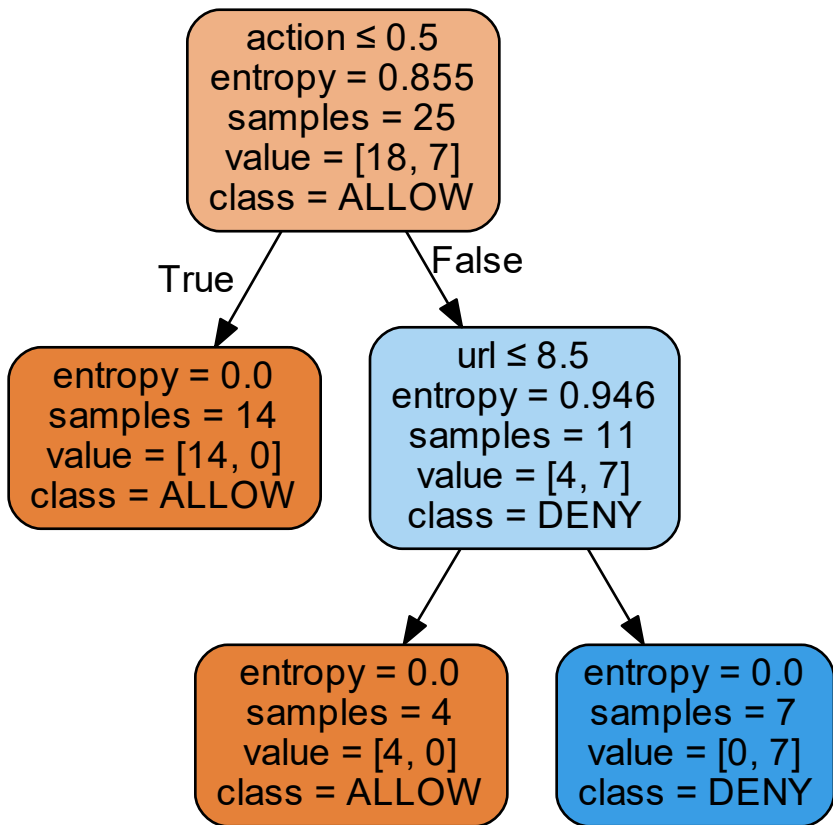 action ≤ 0.5
entropy = 0.855
samples = 25
value = [18, 7]
class = ALLOW
True
False
entropy = 0.0
samples = 14
value = [14, 0]
class = ALLOW
url ≤ 8.5
entropy = 0.946
samples = 11
value = [4, 7]
class = DENY
entropy = 0.0
samples = 4
value = [4, 0]
class = ALLOW
entropy = 0.0
samples = 7
value = [0, 7]
class = DENY